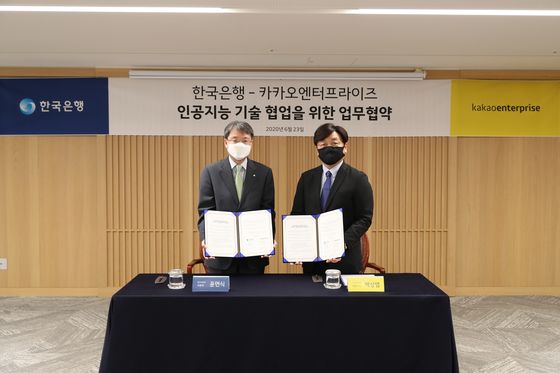 한국은행
한국은행 - 카카오엔터프라이즈
인공지능 기술 협업을 위한 업무협약
2020년 6월 23일
kakaoenterprise
윤면식
박상엽